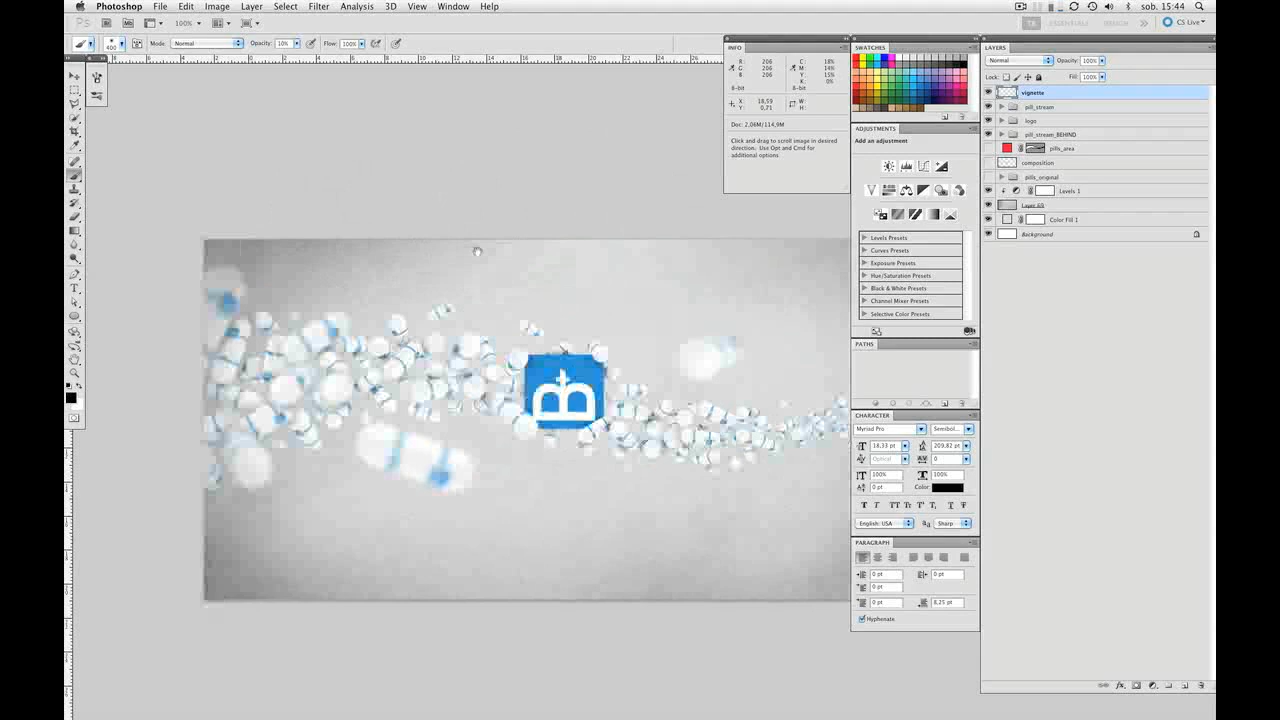 Photoshop File Edit Image Layer Select Filter Analysis 3D View Window Help sob. 15:44
Ps Br Mb 100% TB ESSENTIALS DESIGN CS Live
400 Mode: Normal Opacity: 10% Flow: 100%
INFO
R: 206 C: 18%
G: 206 M: 14%
B: 206 Y: 15%
K: 0%
8-bit 8-bit
X: 18,59 W:
Y: 0,71 H:
Doc: 2,06M/114,9M
Click and drag to scroll image in desired
direction. Use Opt and Cmd for
additional options
SWATCHES
ADJUSTMENTS
Add an adjustment
Levels Presets
Curves Presets
Exposure Presets
Hue/Saturation Presets
Black & White Presets
Channel Mixer Presets
Selective Color Presets
PATHS
CHARACTER
Myriad Pro Semibol...
18,33 pt 209,82 pt
Optical 0
100% 100%
0 pt Color:
English: USA Sharp
PARAGRAPH
0 pt 0 pt
0 pt
0 pt 8,25 pt
Hyphenate
LAYERS
Normal Opacity: 100%
Lock: Fill: 100%
vignette
pill_stream
logo
pill_stream_BEHIND
pills_area
composition
pills_original
Levels 1
Layer 69
Color Fill 1
Background
B